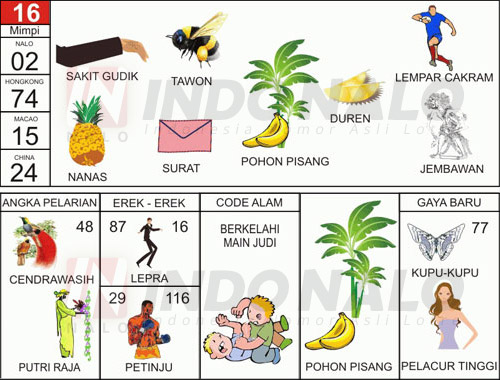 16
Mimpi
NALO
02
HONGKONG
74
MACAO
15
CHINA
24
SAKIT GUDIK
TAWON
LEMPAR CAKRAM
DUREN
NANAS
SURAT
POHON PISANG
JEMBAWAN
INDONALO
ANGKA PELARIAN
EREK - EREK
CODE ALAM
GAYA BARU
48
87
16
BERKELAHI
MAIN JUDI
77
CENDRAWASIH
LEPRA
KUPU-KUPU
29
116
INDONALO
PUTRI RAJA
PETINJU
POHON PISANG
PELACUR TINGGI